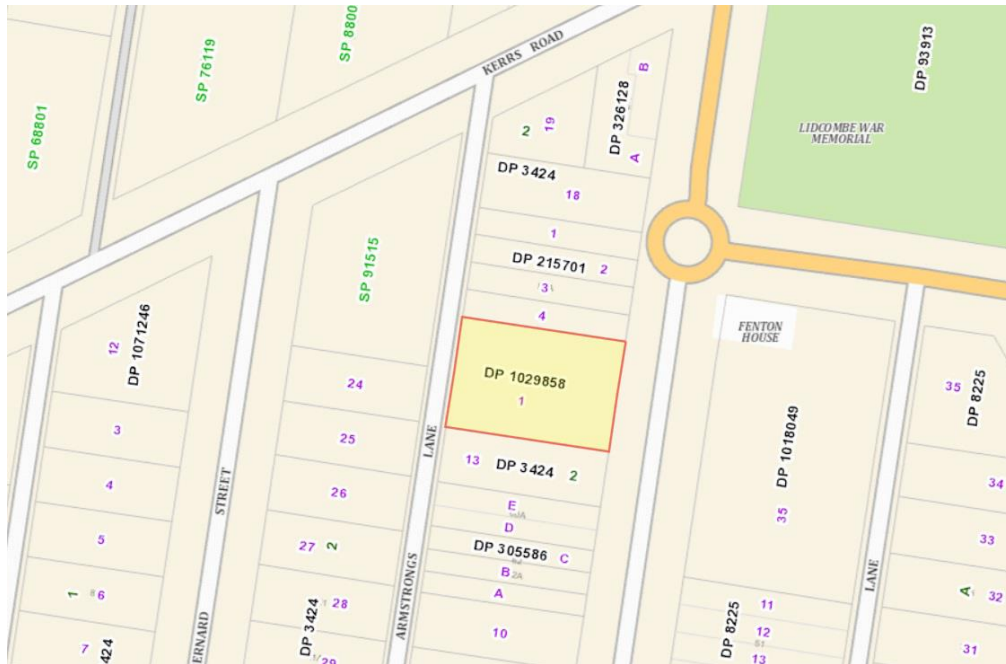 SP 8800
SP 76119
SP 68801
KERRS ROAD
DP 93913
LIDCOMBE WAR
MEMORIAL
B
DP 326128
2
19
A
DP 3424
18
1
DP 215701
2
3
4
SP 91515
FENTON
HOUSE
DP 1071246
12
24
DP 1029858
1
35
DP 8225
3
25
LANE
13
DP 3424
2
DP 1018049
35
34
4
STREET
26
E
D
33
5
27
2
DP 305586
C
B
2A
A
ARMSTRONGS
LANE
1
6
28
DP 3424
10
11
12
51
13
DP 8225
A
32
7
424
ERNARD
29
31